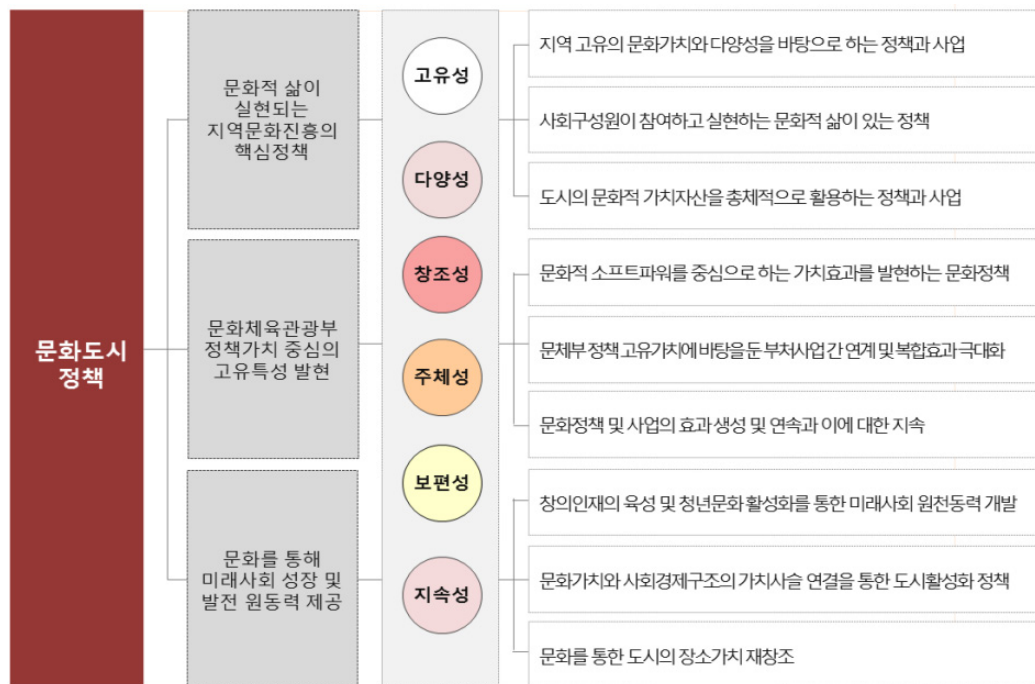 문화도시
정책
문화적 삶이
실현되는
지역문화진흥의
핵심정책
문화체육관광부
정책가치 중심의
고유특성 발현
문화를 통해
미래사회 성장 및
발전 원동력 제공
고유성
다양성
창조성
주체성
보편성
지속성
지역 고유의 문화가치와 다양성을 바탕으로 하는 정책과 사업
사회구성원이 참여하고 실현하는 문화적 삶이 있는 정책
도시의 문화적 가치자산을 총체적으로 활용하는 정책과 사업
문화적 소프트파워를 중심으로 하는 가치효과를 발현하는 문화정책
문체부 정책 고유가치에 바탕을 둔 부처사업 간 연계 및 복합효과 극대화
문화정책 및 사업의 효과 생성 및 연속과 이에 대한 지속
창의인재의 육성 및 청년문화 활성화를 통한 미래사회 원천동력 개발
문화가치와 사회경제구조의 가치사슬 연결을 통한 도시활성화 정책
문화를 통한 도시의 장소가치 재창조